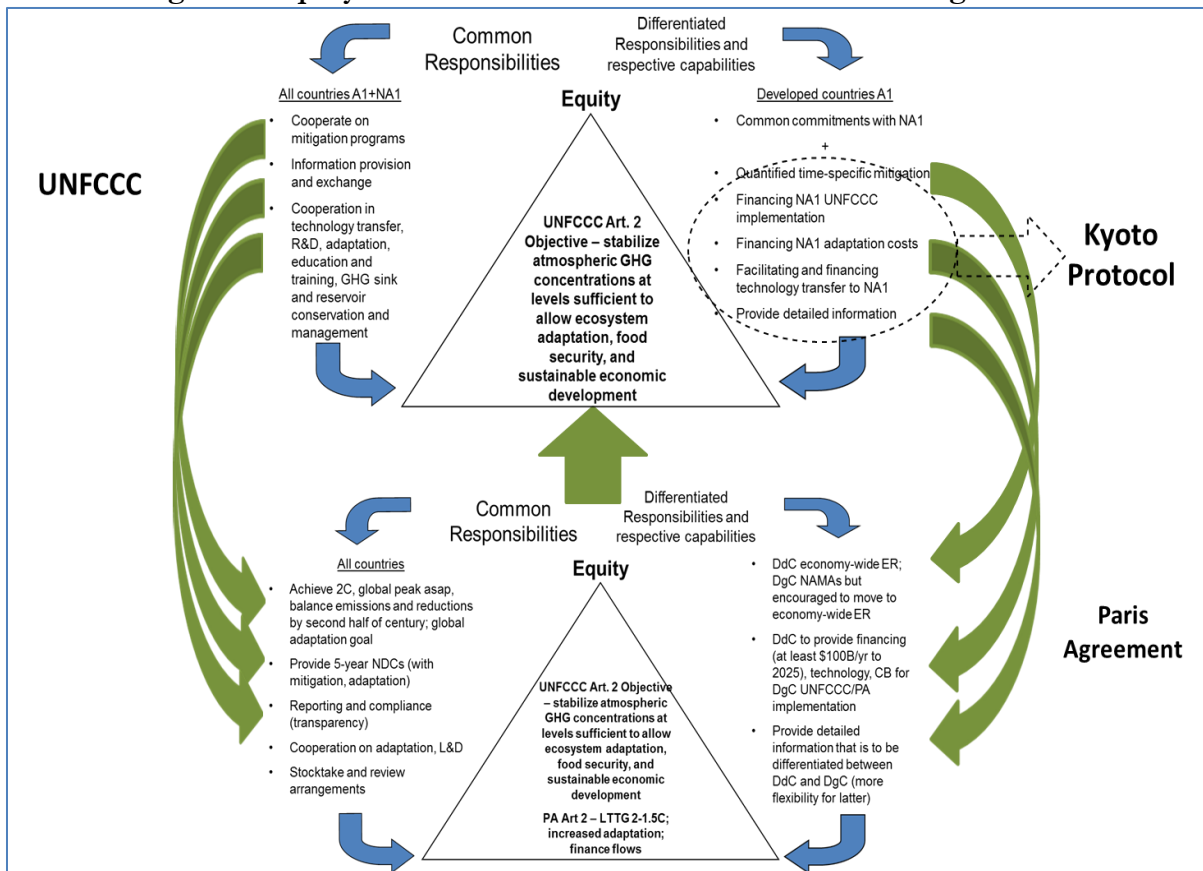 Common
Responsibilities
Differentiated
Responsibilities and
respective capabilities
All countries A1+NA1
• Cooperate on
mitigation programs
• Information provision
and exchange
• Cooperation in
technology transfer,
R&D, adaptation,
education and
training, GHG sink
and reservoir
conservation and
management
UNFCCC
Equity
UNFCCC Art. 2
Objective – stabilize
atmospheric GHG
concentrations at
levels sufficient to
allow ecosystem
adaptation, food
security, and
sustainable economic
development
Developed countries A1
• Common commitments with NA1
+
• Quantified time-specific mitigation
• Financing NA1 UNFCCC
implementation
• Financing NA1 adaptation costs
• Facilitating and financing
technology transfer to NA1
• Provide detailed information
Kyoto
Protocol
Common
Responsibilities
Differentiated
Responsibilities and
respective capabilities
All countries
• Achieve 2C, global peak asap,
balance emissions and reductions
by second half of century; global
adaptation goal
• Provide 5-year NDCs (with
mitigation, adaptation)
• Reporting and compliance
(transparency)
• Cooperation on adaptation, L&D
• Stocktake and review
arrangements
Equity
UNFCCC Art. 2 Objective
– stabilize atmospheric
GHG concentrations at
levels sufficient to allow
ecosystem adaptation,
food security, and
sustainable economic
development
PA Art 2 – LTTG 2-1.5C;
increased adaptation;
finance flows
• DdC economy-wide ER;
DgC NAMAs but
encouraged to move to
economy-wide ER
• DdC to provide financing
(at least $100B/yr to
2025), technology, CB for
DgC UNFCCC/PA
implementation
• Provide detailed
information that is to be
differentiated between
DdC and DgC (more
flexibility for latter)
Paris
Agreement